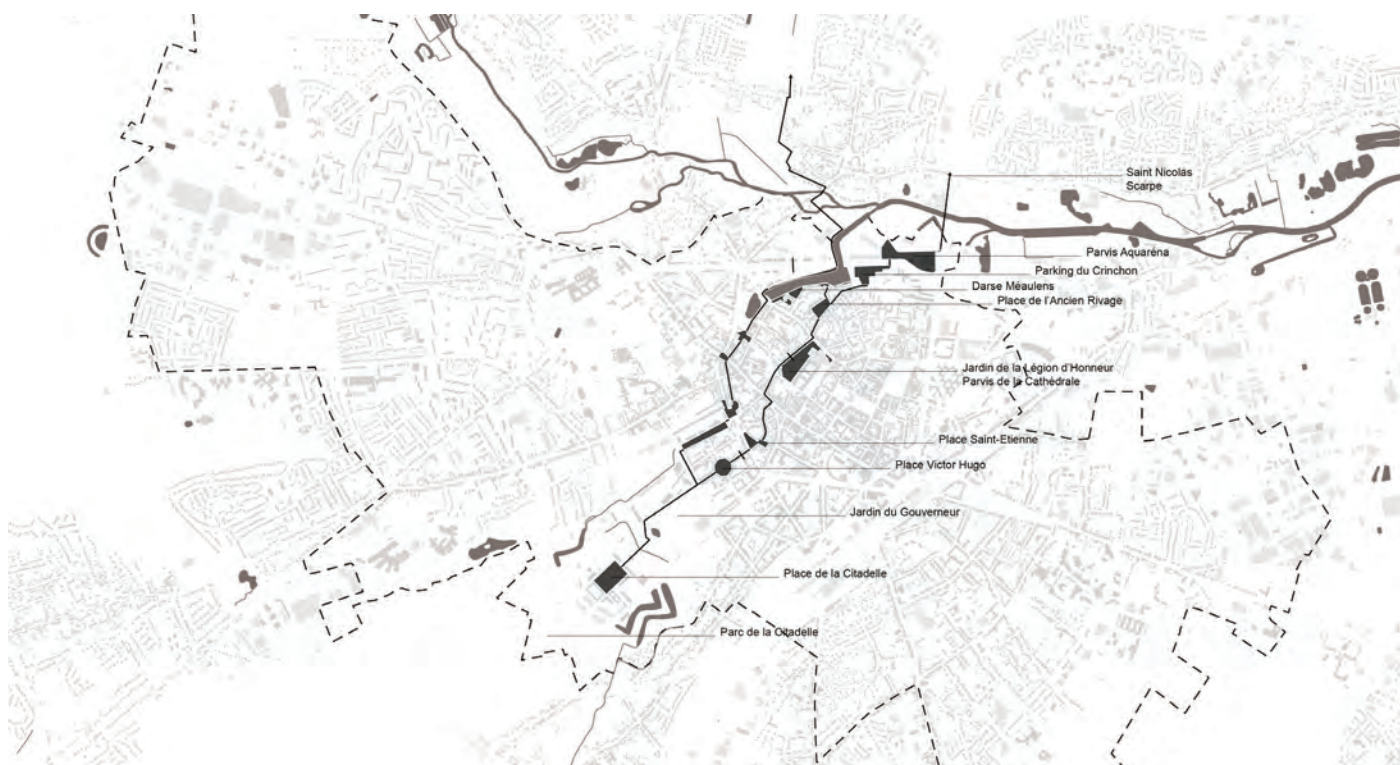 Saint Nicolas
Scarpe
Parvis Aquaréna
Parking du Crinchon
Darse Méaulens
Place de l'Ancien Rivage
Jardin de la Légion d'Honneur
Parvis de la Cathédrale
Place Saint-Etienne
Place Victor Hugo
Jardin du Gouverneur
Place de la Citadelle
Parc de la Citadelle